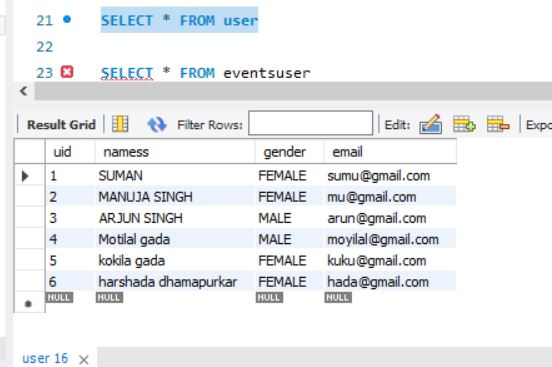 21 SELECT * FROM user
22
23 SELECT * FROM eventsuser
Result Grid Filter Rows: Edit: Expo
uid namess gender email
1 SUMAN FEMALE sumu@gmail.com
2 MANUJA SINGH FEMALE mu@gmail.com
3 ARJUN SINGH MALE arun@gmail.com
4 Motilal gada MALE moyilal@gmail.com
5 kokila gada FEMALE kuku@gmail.com
6 harshada dhamapurkar FEMALE hada@gmail.com
NULL NULL NULL NULL
user 16